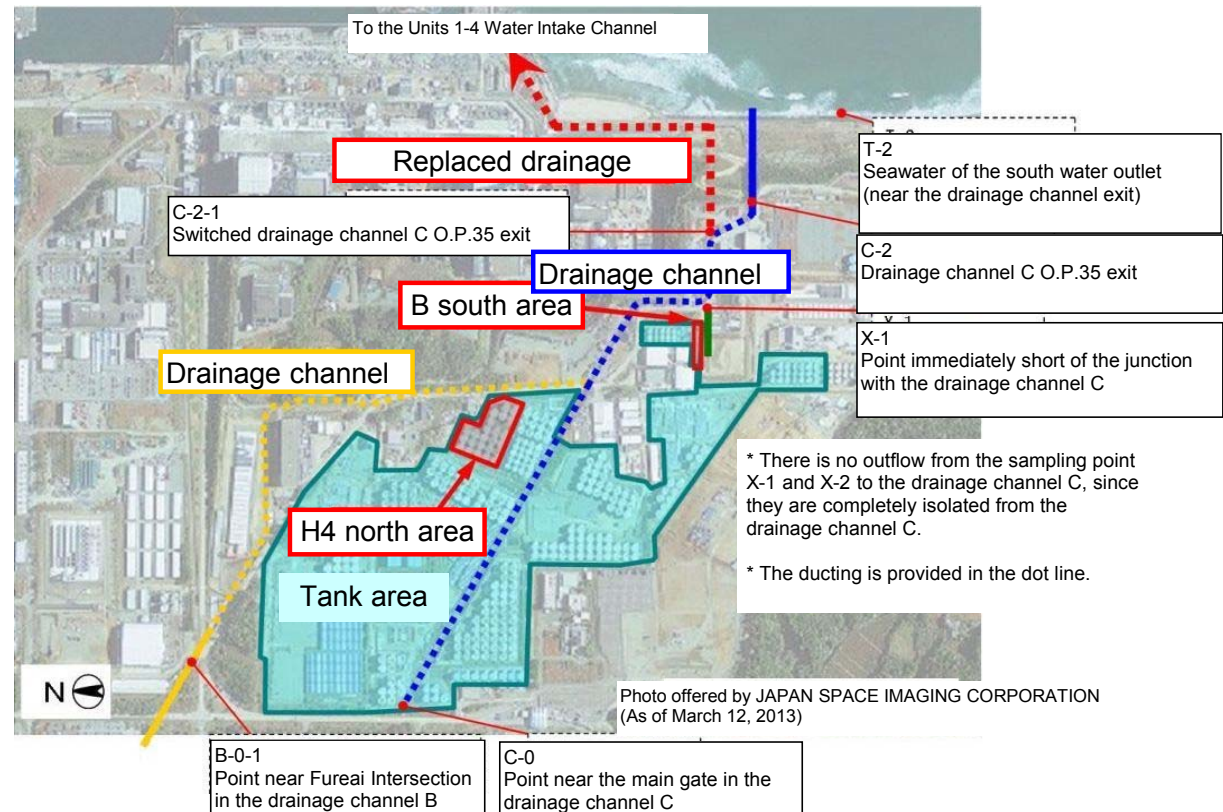 To the Units 1-4 Water Intake Channel
Replaced drainage
T-2
Seawater of the south water outlet
(near the drainage channel exit)
C-2-1
Switched drainage channel C O.P.35 exit
C-2
Drainage channel C O.P.35 exit
Drainage channel
B south area
X-1
Point immediately short of the junction
with the drainage channel C
Drainage channel
* There is no outflow from the sampling point
X-1 and X-2 to the drainage channel C, since
they are completely isolated from the
drainage channel C.
* The ducting is provided in the dot line.
H4 north area
Tank area
N
Photo offered by JAPAN SPACE IMAGING CORPORATION
(As of March 12, 2013)
B-0-1
Point near Fureai Intersection
in the drainage channel B
C-0
Point near the main gate in the
drainage channel C